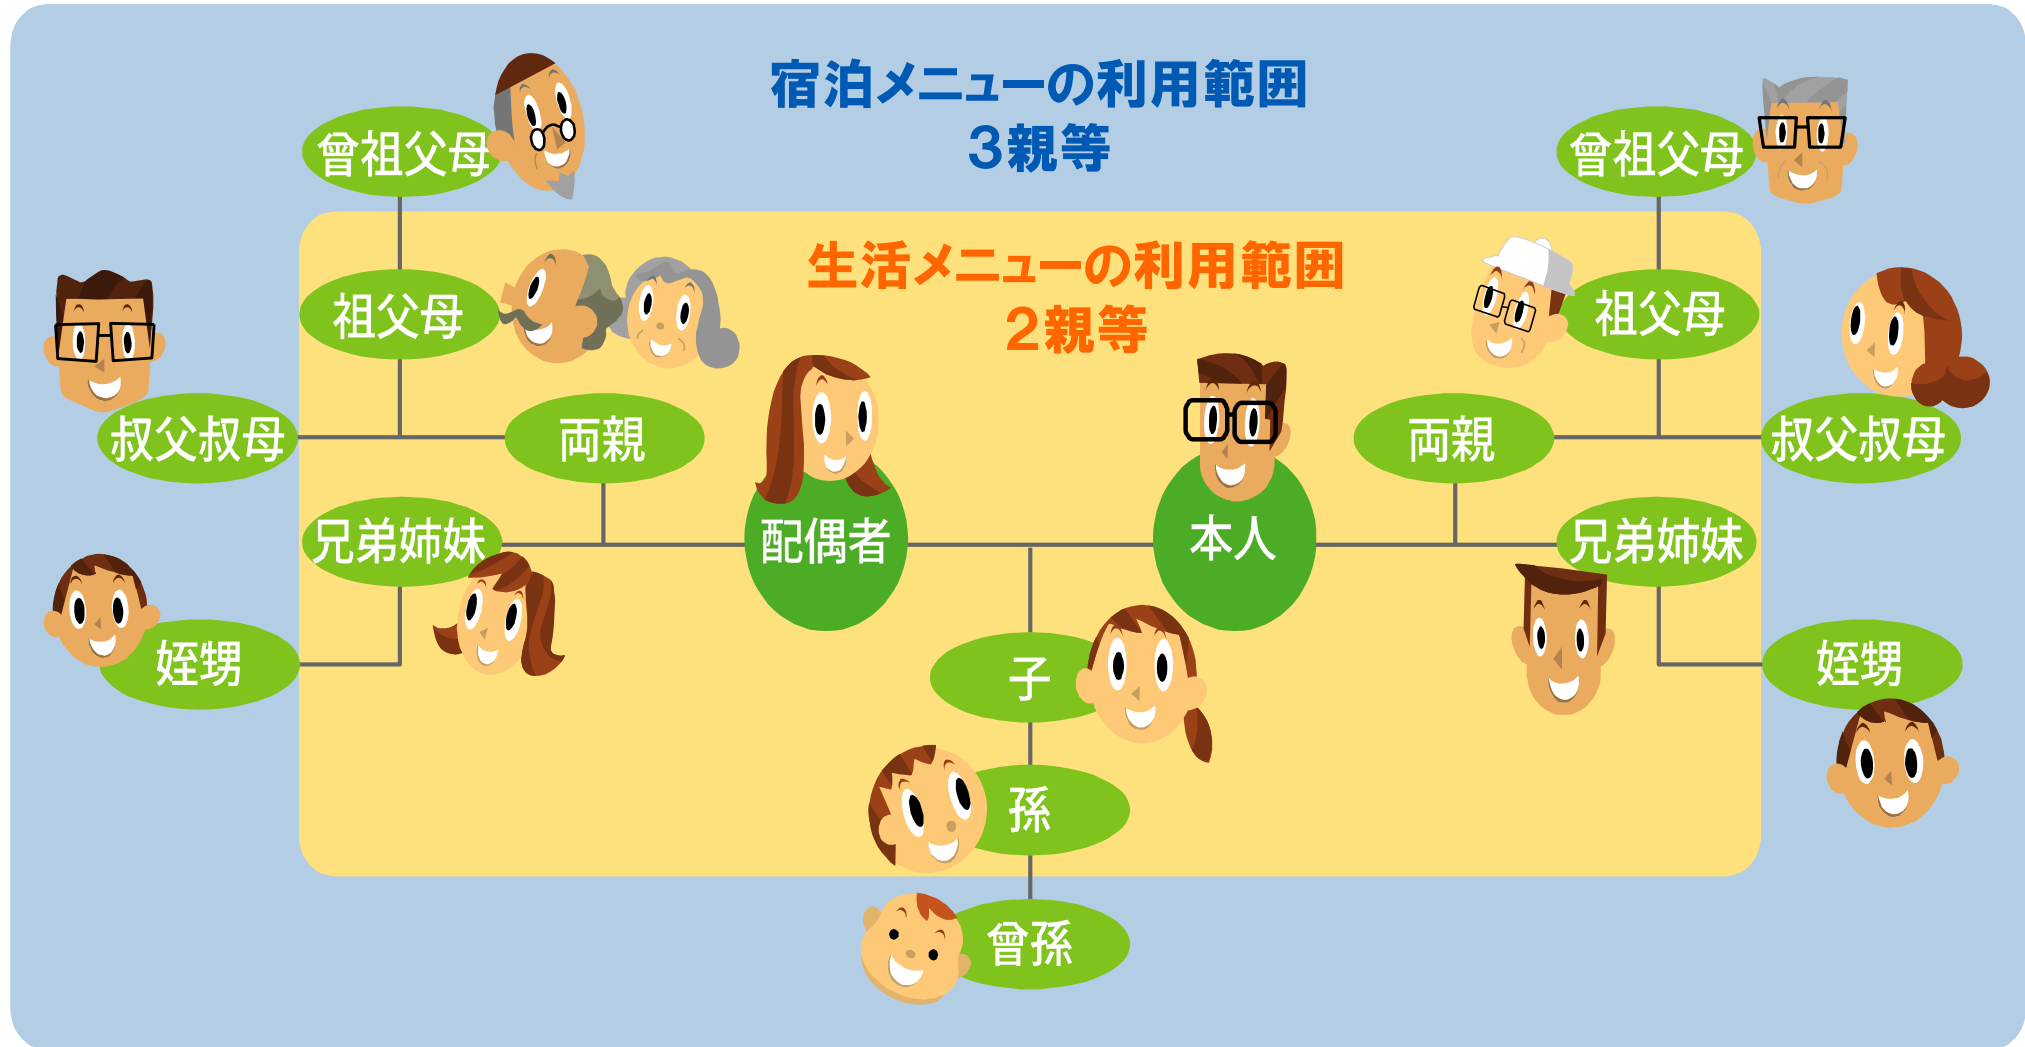 宿泊メニューの利用範囲
3親等
曾祖父母
曾祖父母
生活メニューの利用範囲
2親等
祖父母
祖父母
叔父叔母
両親
両親
叔父叔母
兄弟姉妹
配偶者
本人
兄弟姉妹
姪甥
子
姪甥
孫
曾孫